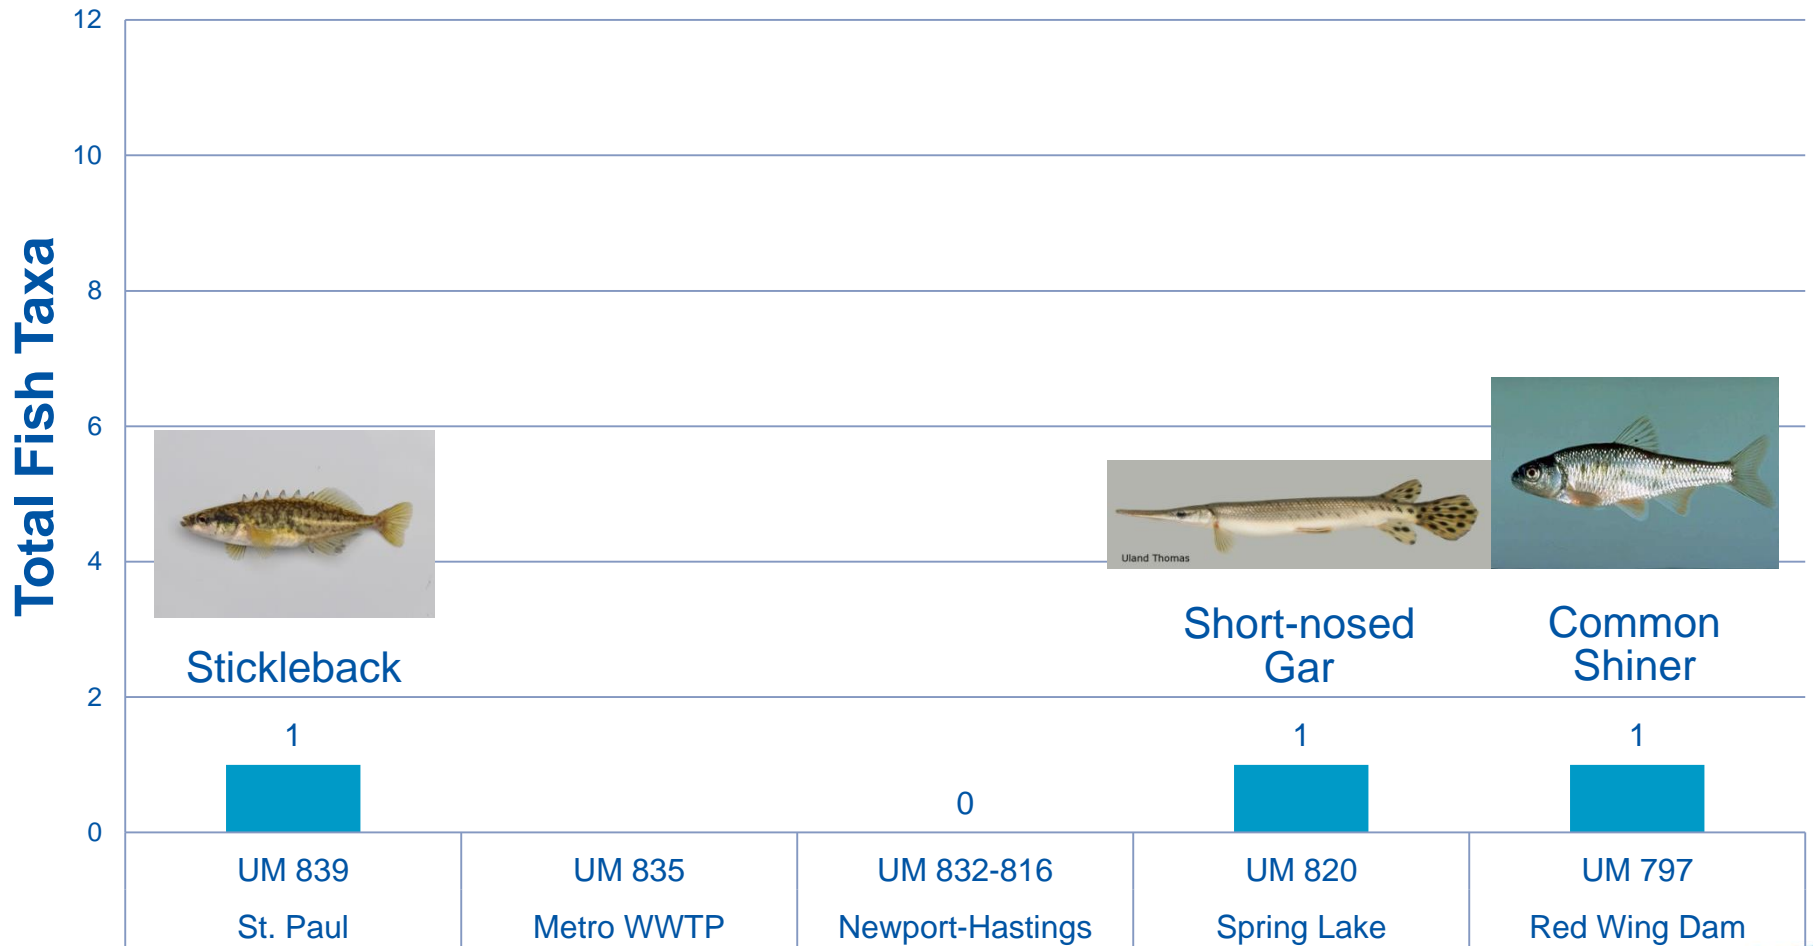 12
10
8
6
4
2
0
Total Fish Taxa
Uland Thomas
Stickleback
Short-nosed
Gar
Common
Shiner
1
0
1
1
UM 839
UM 835
UM 832-816
UM 820
UM 797
St. Paul
Metro WWTP
Newport-Hastings
Spring Lake
Red Wing Dam